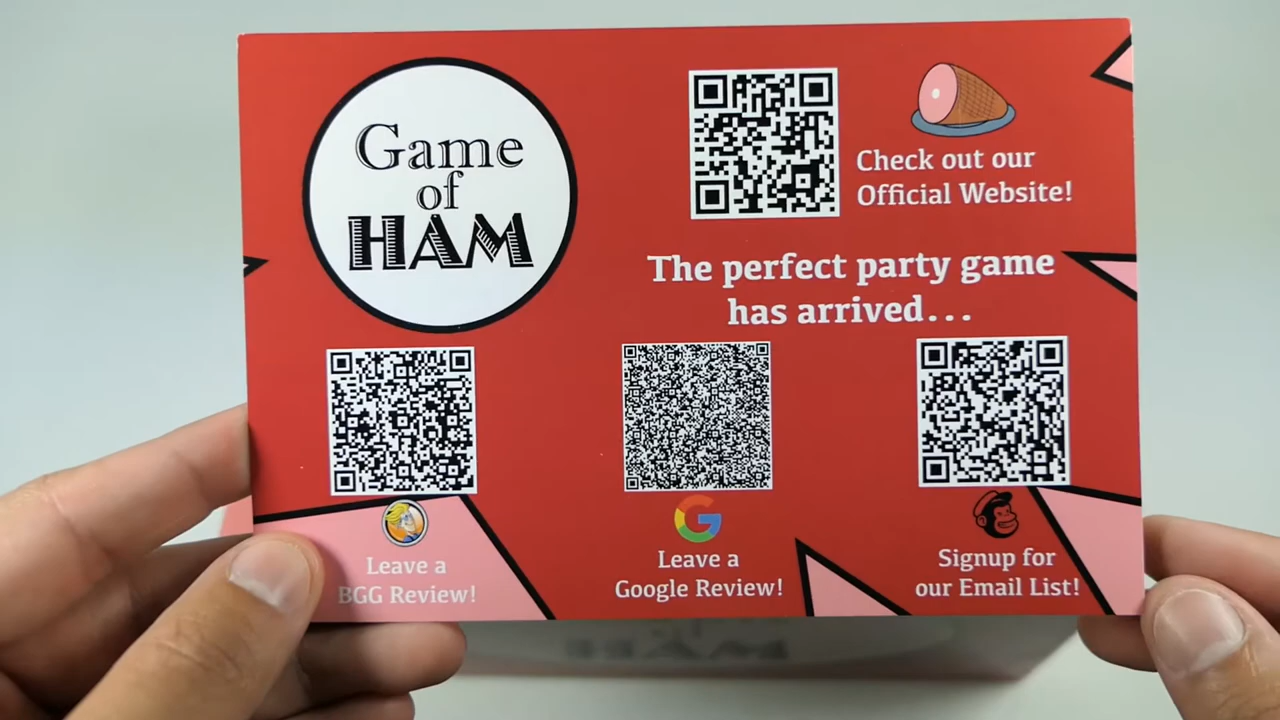 Game
of
HAM
Check out our
Official Website!
The perfect party game
has arrived...
Leave a
BGG Review!
Leave a
Google Review!
Signup for
our Email List!
HAM